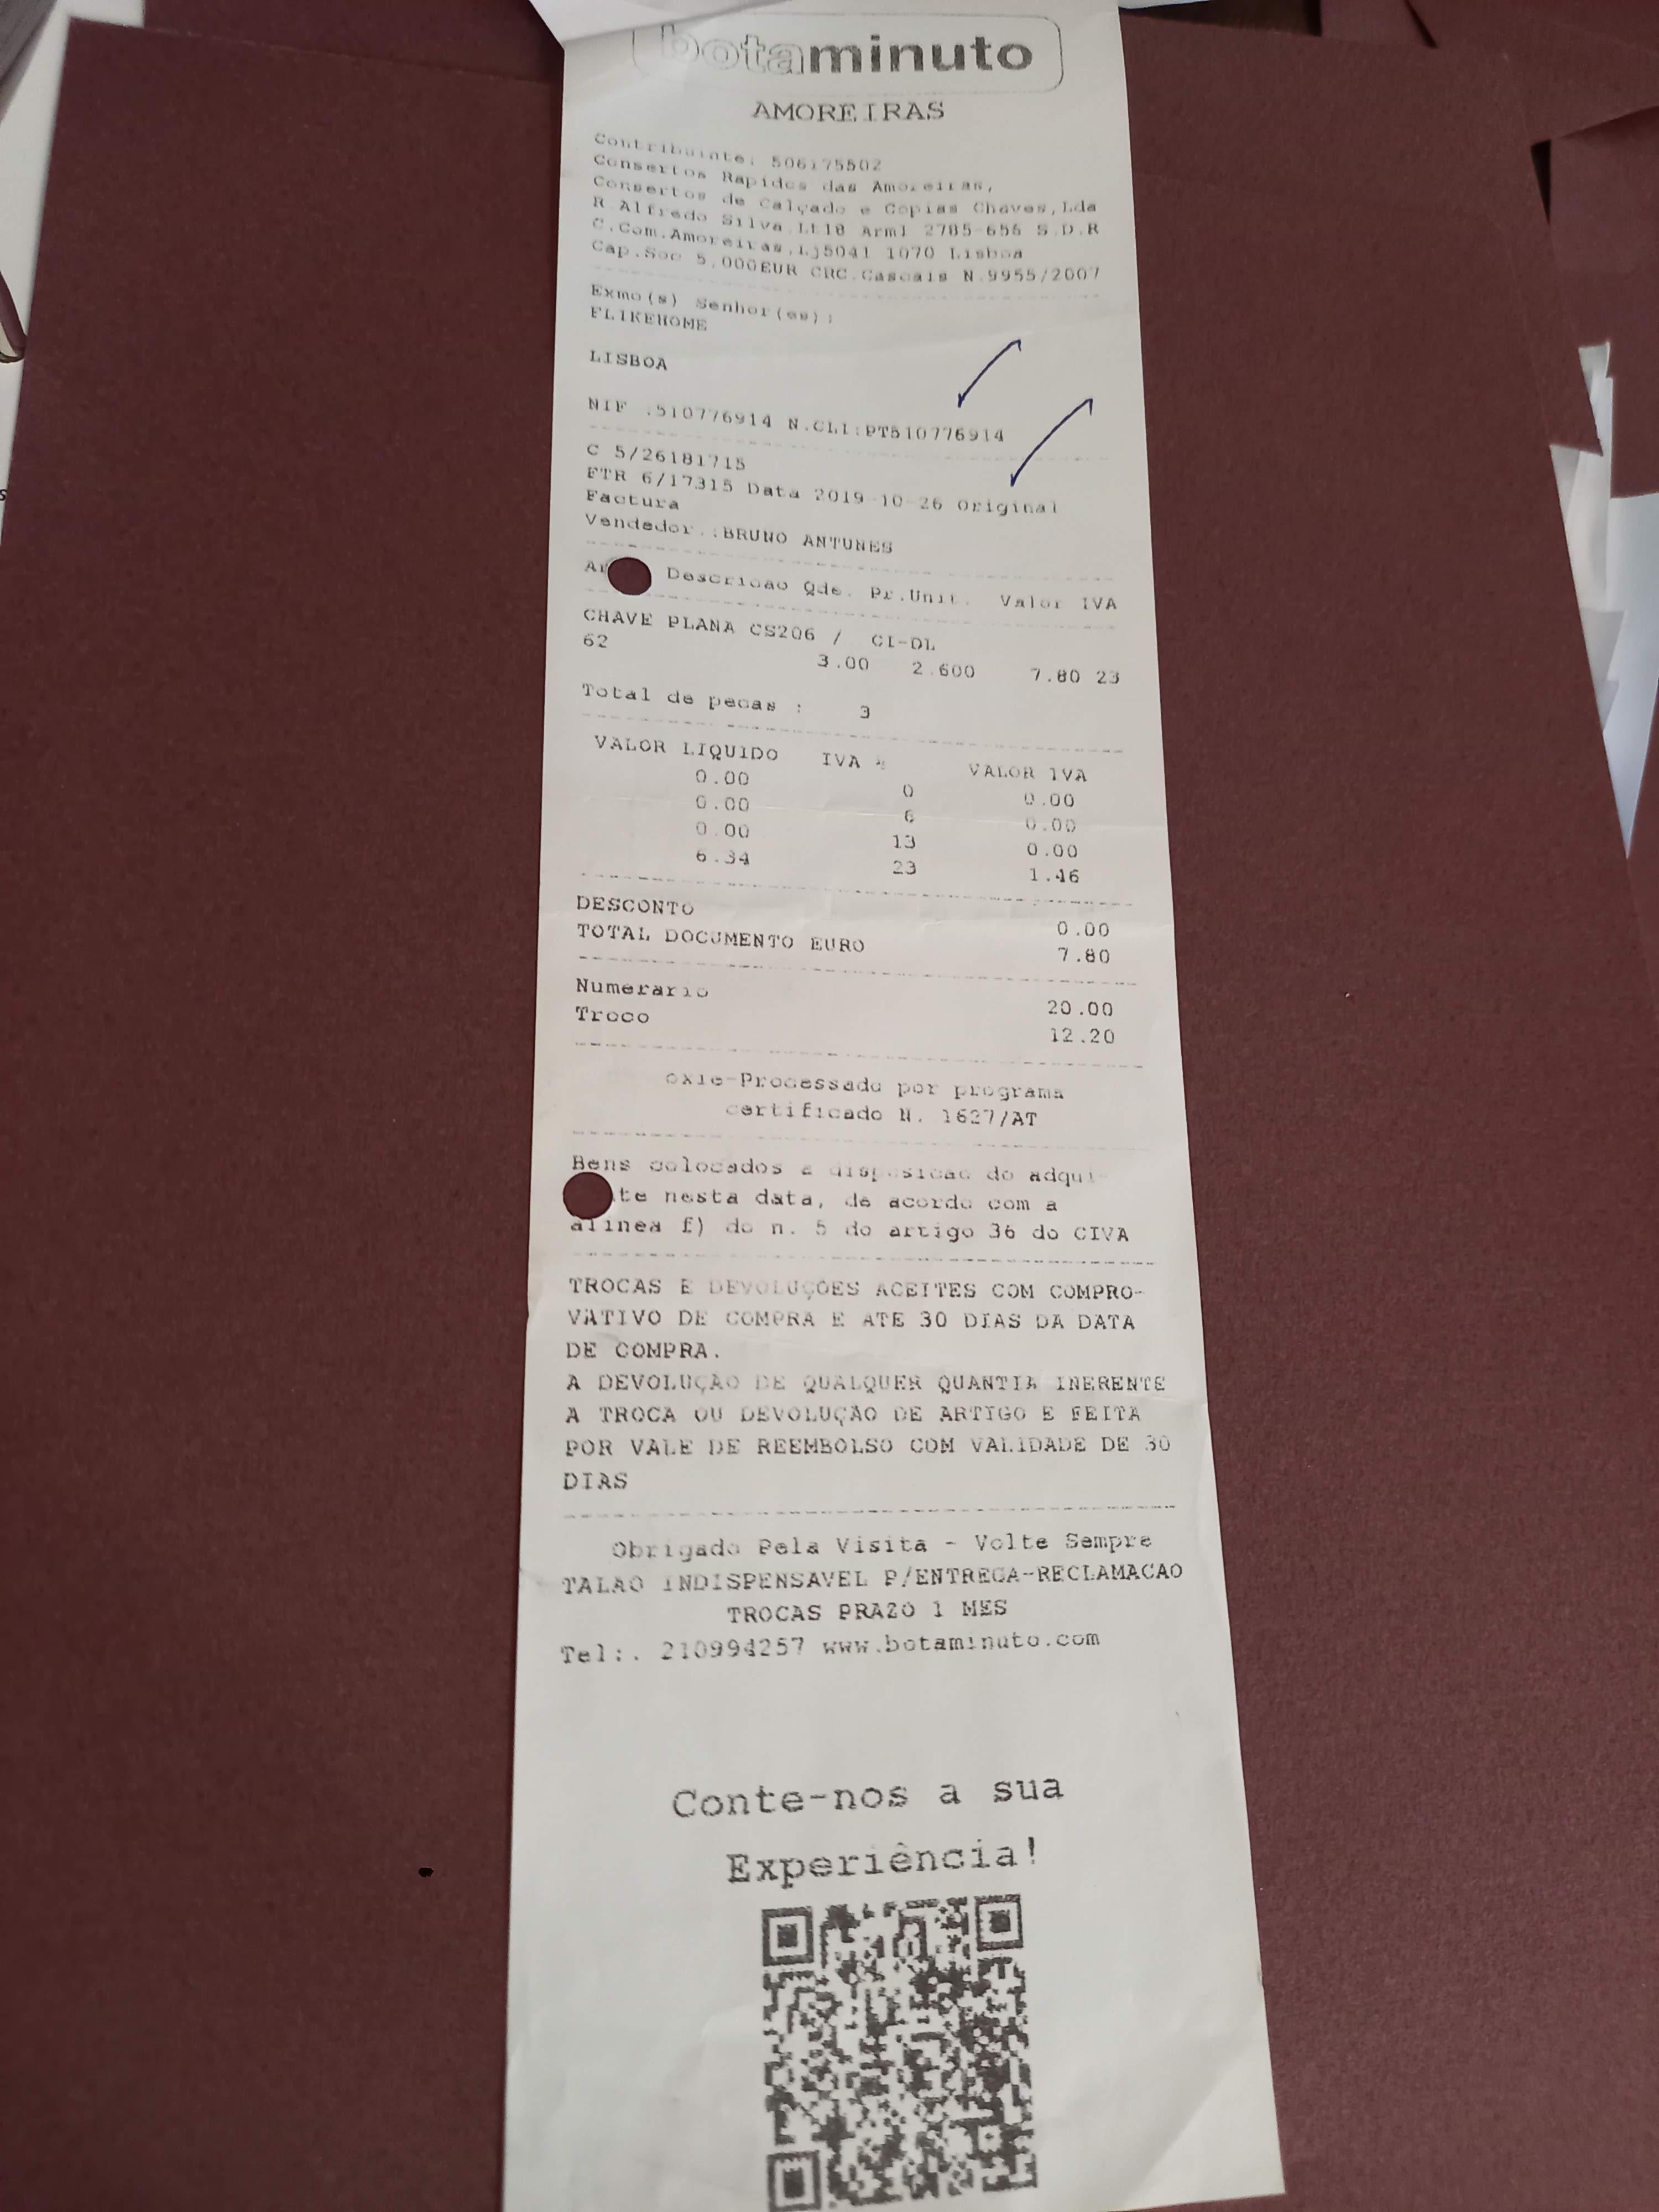 botaminuto
AMOREIRAS
Contribuinte: 506175502
Consertos Rapidos das Amoreiras,
Consertos de Calçado e Copias Chaves,Lda
R.Alfredo Silva,Lt10 Arm1 2785-656 S.D.R
C.Com.Amoreiras,Lj5041 1070 Lisboa
Cap.Soc 5.000EUR CRC.Cascais N.9955/2007
Exmo(s) Senhor(es):
FLIKEHOME
LISBOA
NIF .:510776914 N.CLI:PT510776914
C 5/26181715
FTR 6/17315 Data 2019-10-26 Original
Factura
Vendedor.:BRUNO ANTUNES
Descricao Qde. Pr.Unit. Valor IVA
CHAVE PLANA CS206 / CI-DL
62
3.00 2.600 7.80 23
Total de pecas : 3
VALOR LIQUIDO IVA % VALOR IVA
0.00 0 0.00
0.00 6 0.00
0.00 13 0.00
6.34 23 1.46
DESCONTO 0.00
TOTAL DOCUMENTO EURO 7.80
Numerario 20.00
Troco 12.20
oxie-Processado por programa
certificado N. 1627/AT
Bens colocados a disposicao do adqui-
te nesta data, de acordo com a
alinea f) do n. 5 do artigo 36 do CIVA
TROCAS E DEVOLUÇÕES ACEITES COM COMPRO-
VATIVO DE COMPRA E ATE 30 DIAS DA DATA
DE COMPRA.
A DEVOLUÇÃO DE QUALQUER QUANTIA INERENTE
A TROCA OU DEVOLUÇÃO DE ARTIGO E FEITA
POR VALE DE REEMBOLSO COM VALIDADE DE 30
DIAS
Obrigado Pela Visita - Volte Sempre
TALAO INDISPENSAVEL P/ENTREGA-RECLAMACAO
TROCAS PRAZO 1 MES
Tel:. 210994257 www.botaminuto.com
Conte-nos a sua
Experiência!